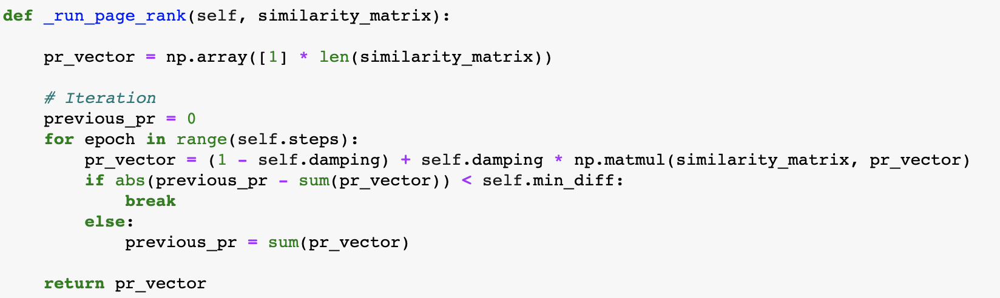 def _run_page_rank(self, similarity_matrix):
    pr_vector = np.array([1] * len(similarity_matrix))
    # Iteration
    previous_pr = 0
    for epoch in range(self.steps):
        pr_vector = (1 - self.damping) + self.damping * np.matmul(similarity_matrix, pr_vector)
        if abs(previous_pr - sum(pr_vector)) < self.min_diff:
            break
        else:
            previous_pr = sum(pr_vector)
    return pr_vector